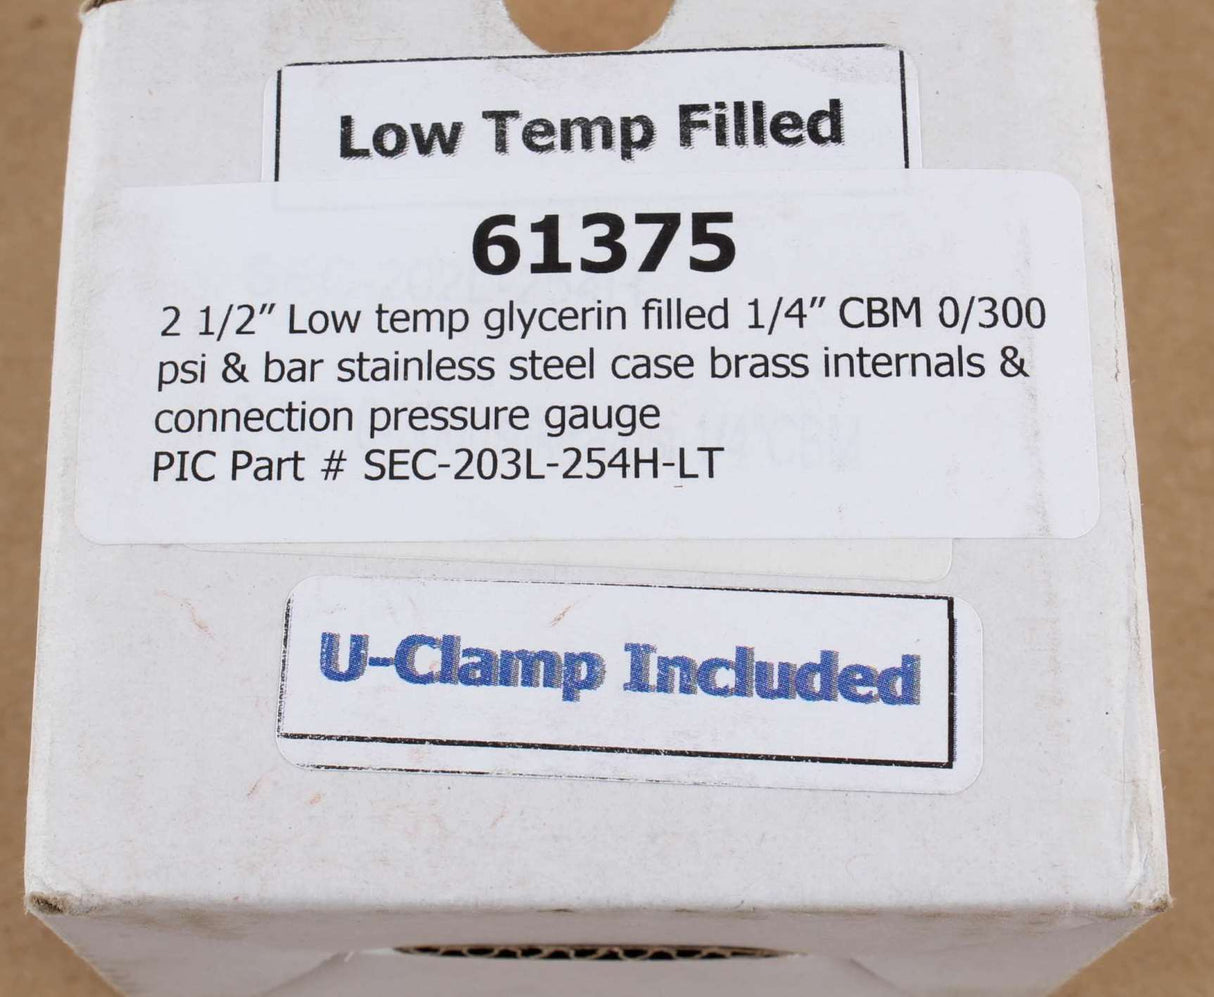 Low Temp Filled
61375
2 1/2" Low temp glycerin filled 1/4" CBM 0/300
psi & bar stainless steel case brass internals &
connection pressure gauge
PIC Part # SEC-203L-254H-LT
U-Clamp Included